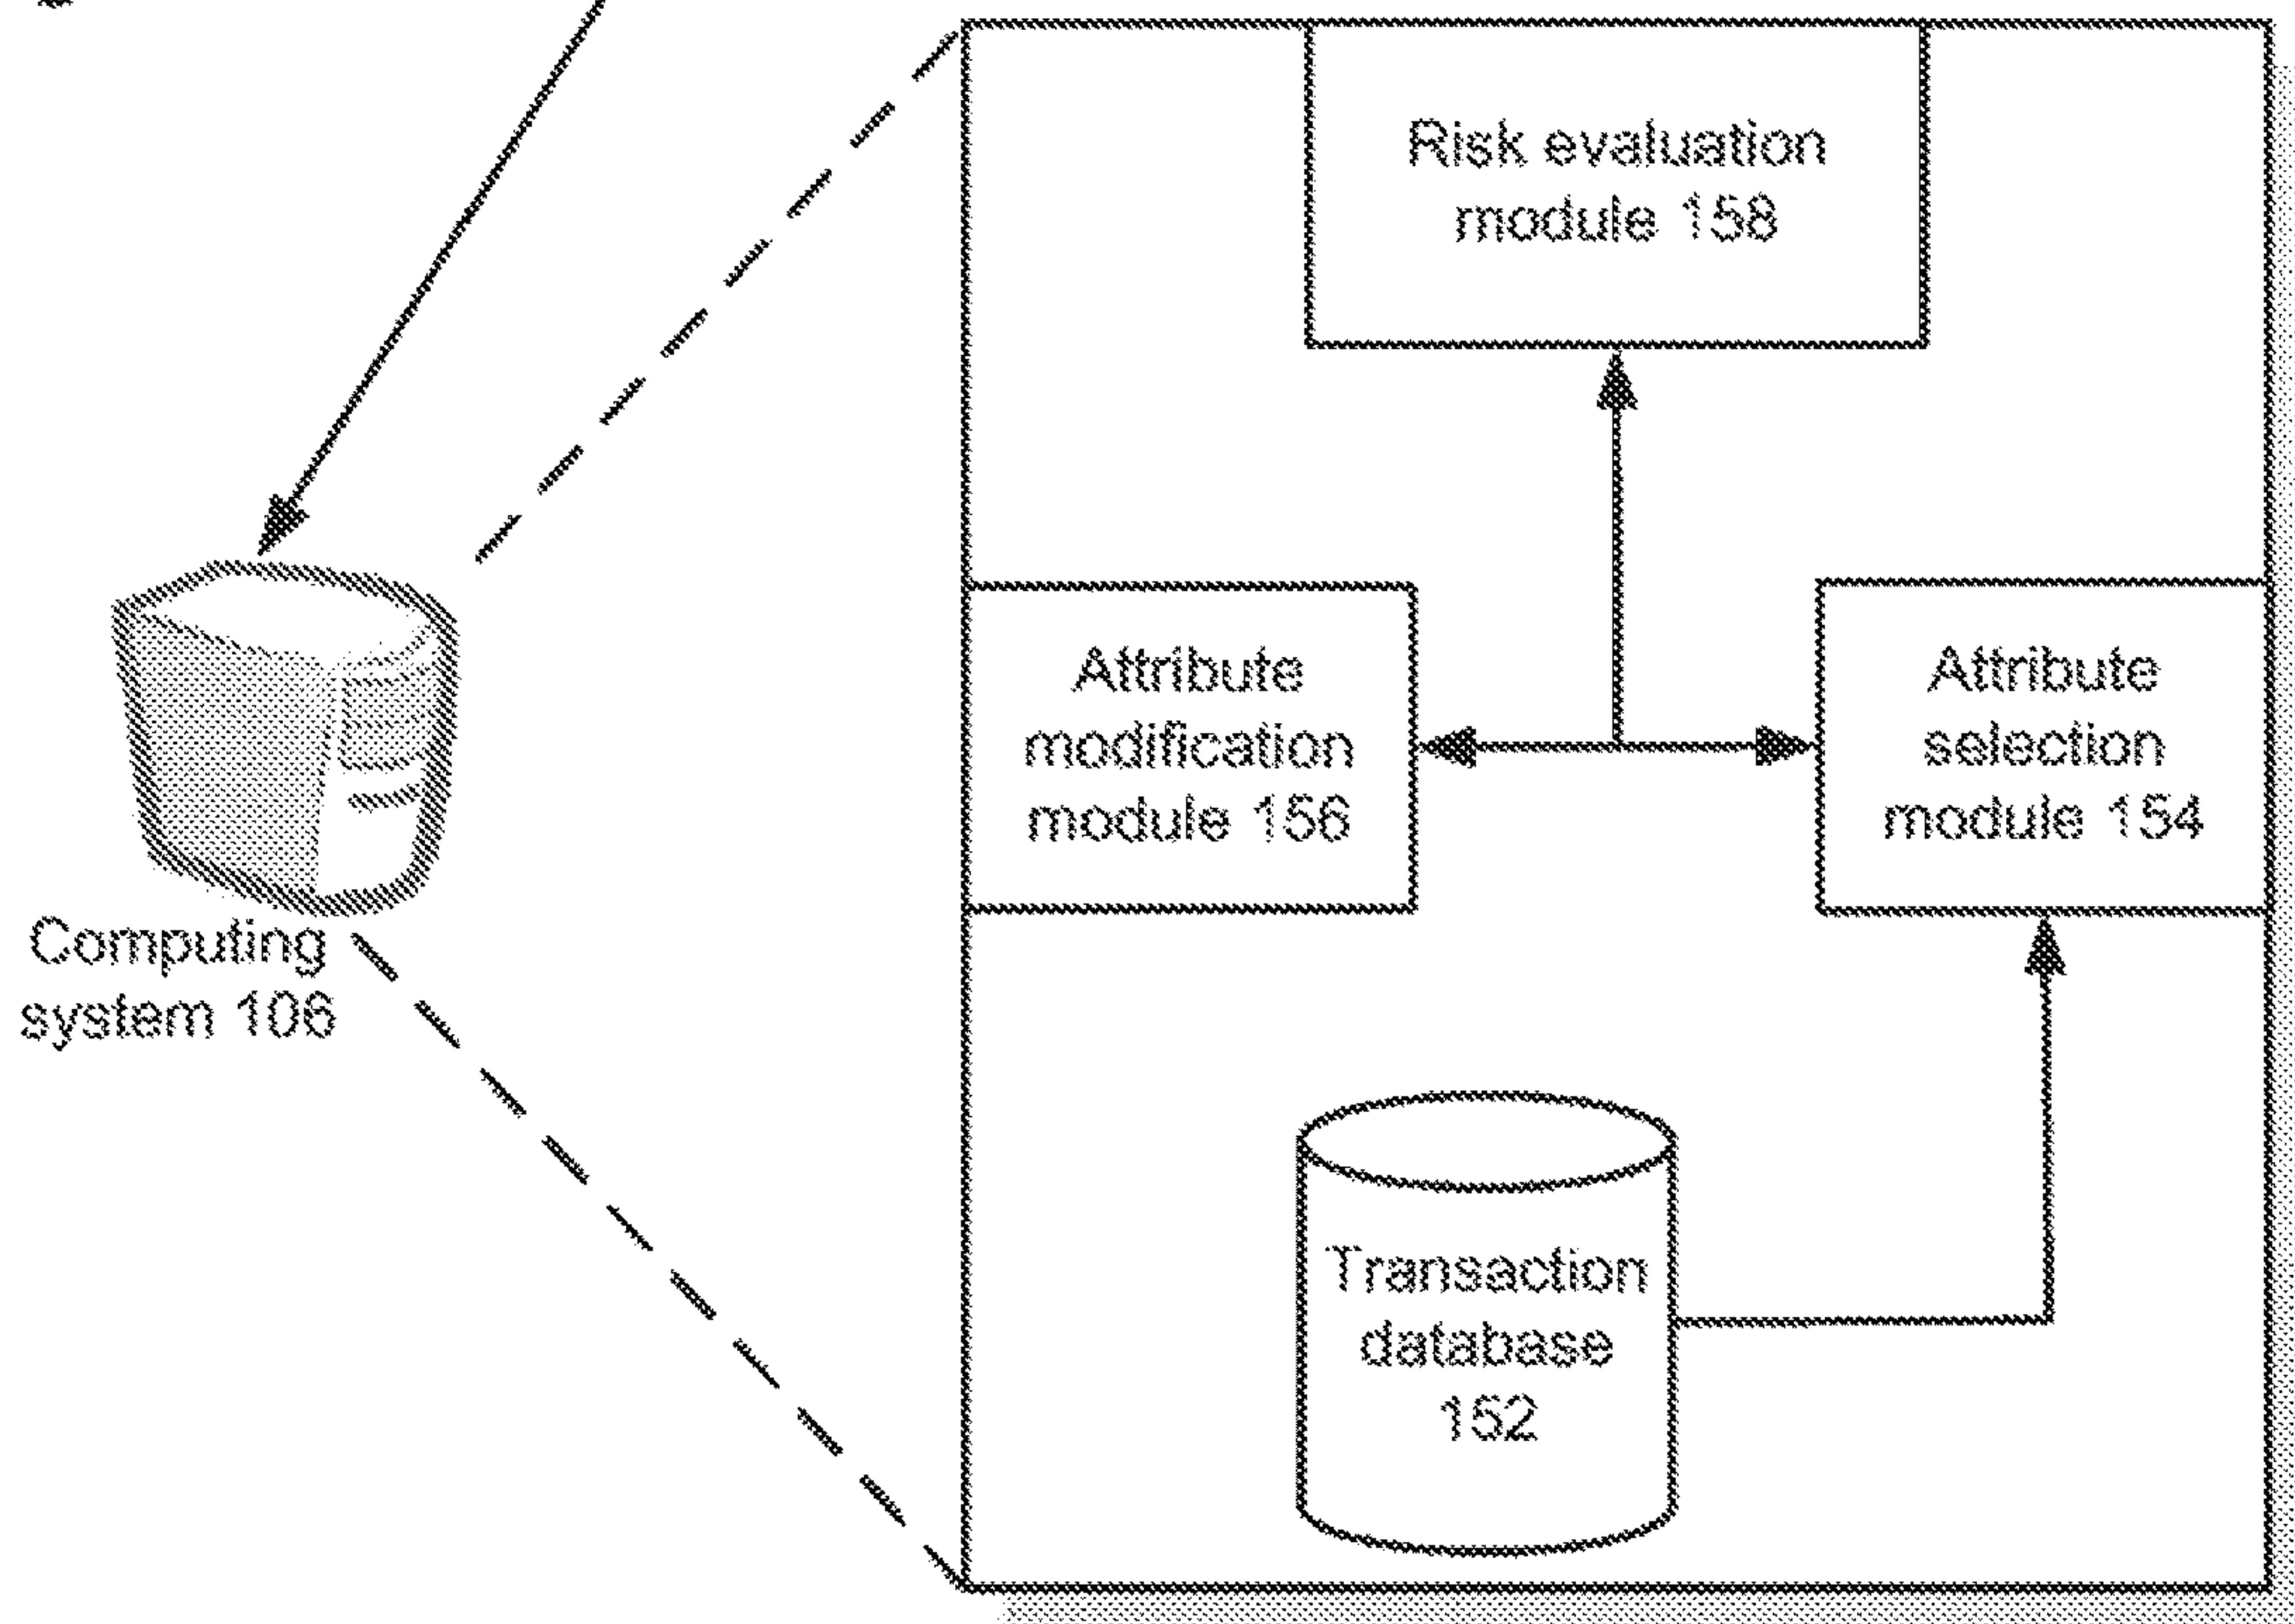 Risk evaluation
module 158
Attribute
modification
module 156
Attribute
selection
module 154
Computing
system 106
Transaction
database
152